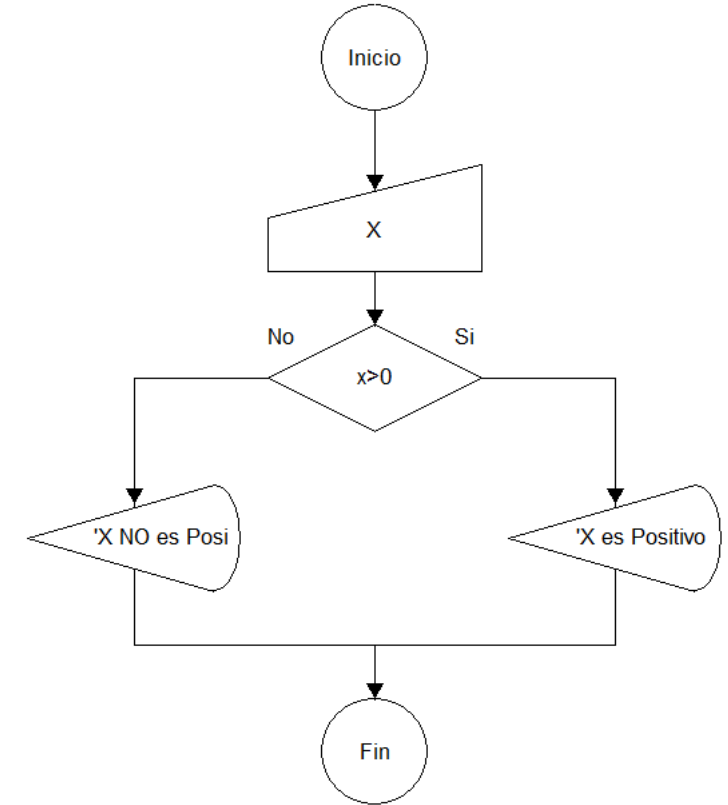 Inicio
X
No
Si
x>0
'X NO es Posi
'X es Positivo
Fin